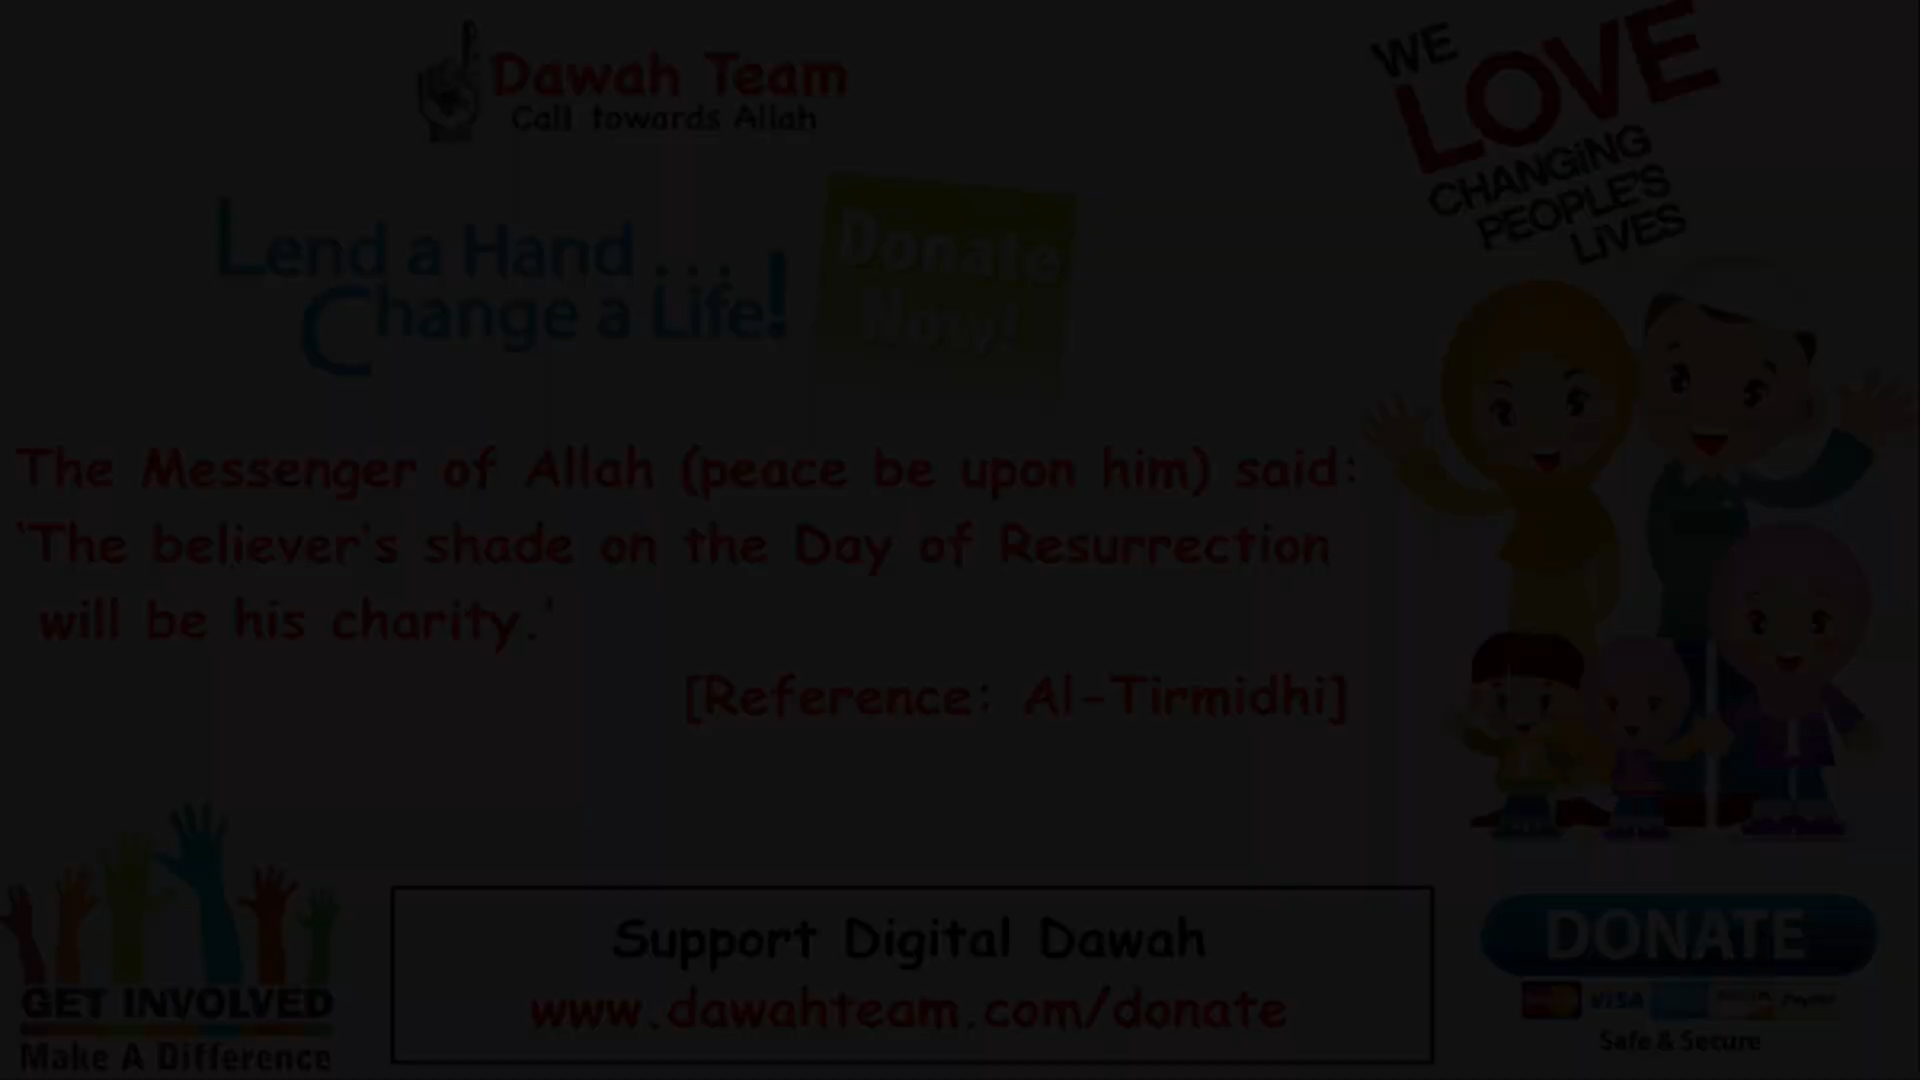 Dawah Team
Call towards Allah
WE
LOVE
CHANGiNG
PEOPLE'S
LiVES
Lend a Hand ...
Change a Life!
Donate
Now!
The Messenger of Allah (peace be upon him) said:
'The believer's shade on the Day of Resurrection
will be his charity.'
[Reference: Al-Tirmidhi]
GET INVOLVED
Make A Difference
Support Digital Dawah
www.dawahteam.com/donate
DONATE
VISA
PayPal
Safe & Secure